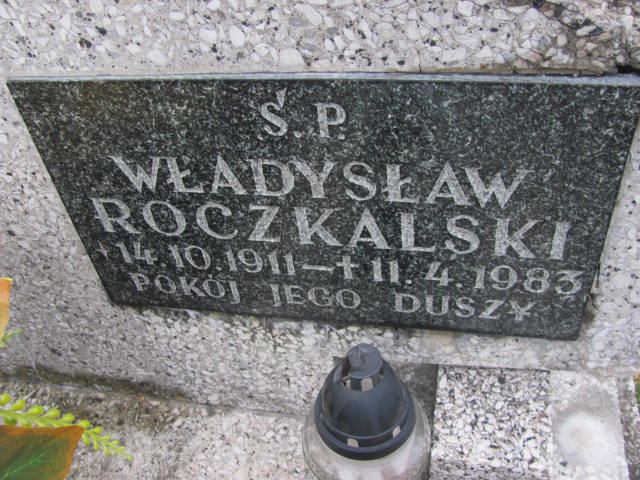 Ś.P.
WŁADYSŁAW
ROCZKALSKI
*14.10.1911—+11.4.1983
POKÓJ JEGO DUSZY